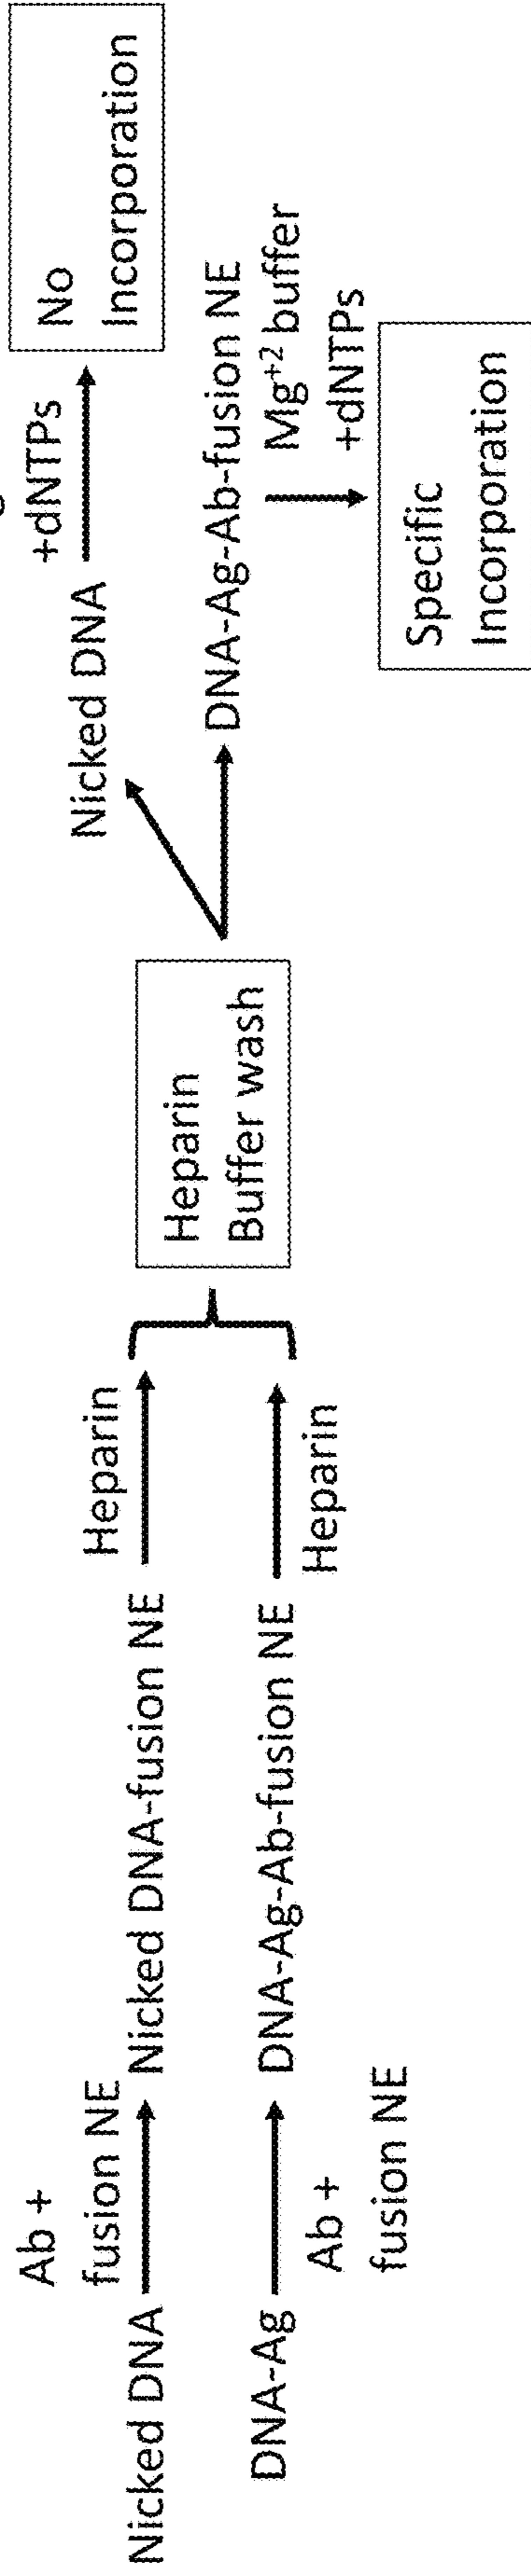 Nicked DNA
Ab +
fusion NE
Nicked DNA-fusion NE
Heparin
DNA-Ag
Ab +
fusion NE
DNA-Ag-Ab-fusion NE
Heparin
Heparin
Buffer wash
Nicked DNA
+dNTPs
No
Incorporation
DNA-Ag-Ab-fusion NE
Mg⁺² buffer
+dNTPs
Specific
Incorporation